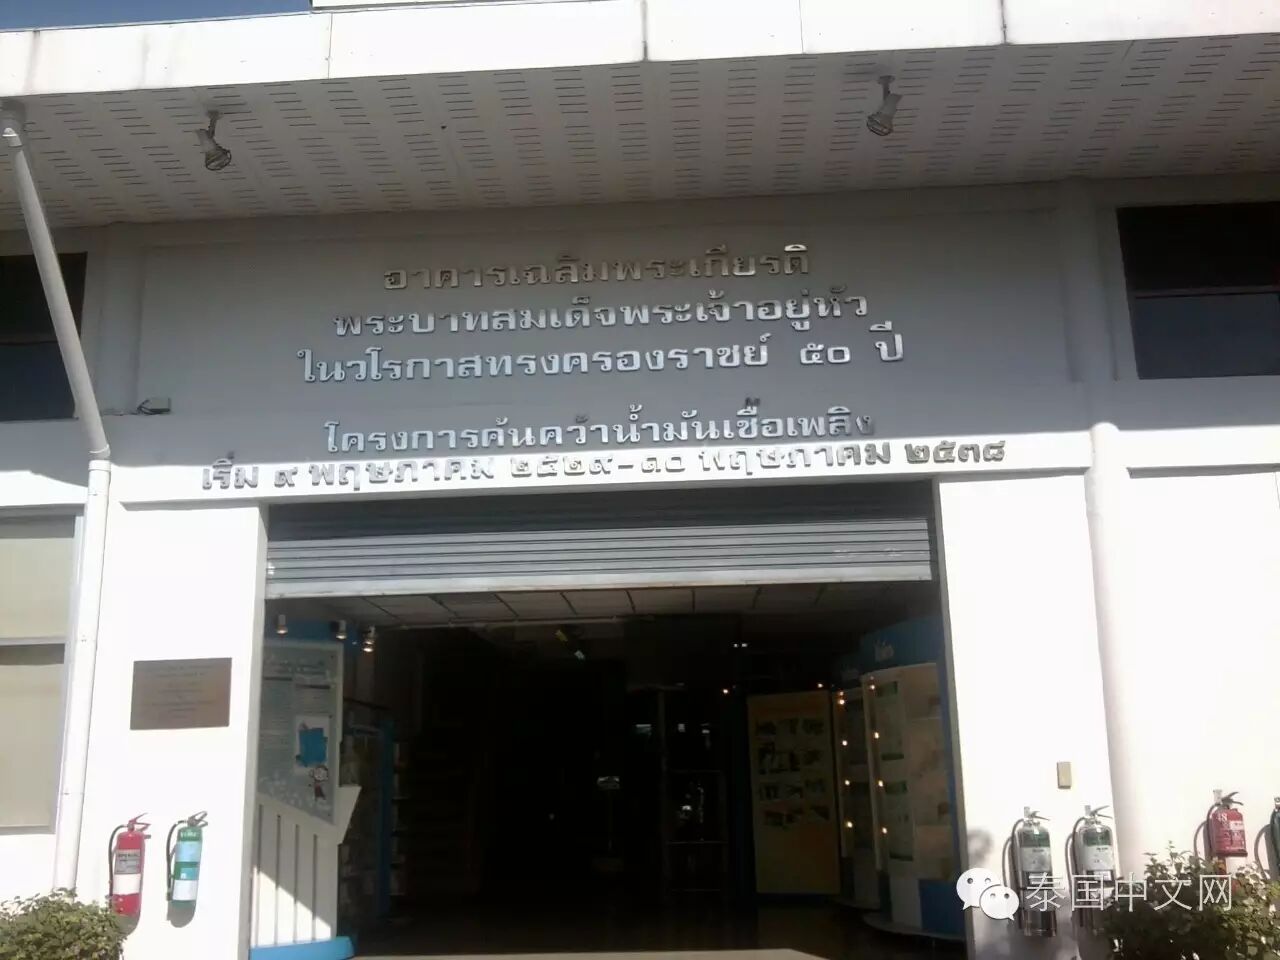 อาคารเฉลิมพระเกียรติ
พระบาทสมเด็จพระเจ้าอยู่หัว
ในวโรกาสทรงครองราชย์ ๕๐ ปี
โครงการค้นคว้าน้ำมันเชื้อเพลิง
เริ่ม ๙ พฤษภาคม ๒๕๒๙-๑๐ พฤษภาคม ๒๕๓๘
泰国中文网